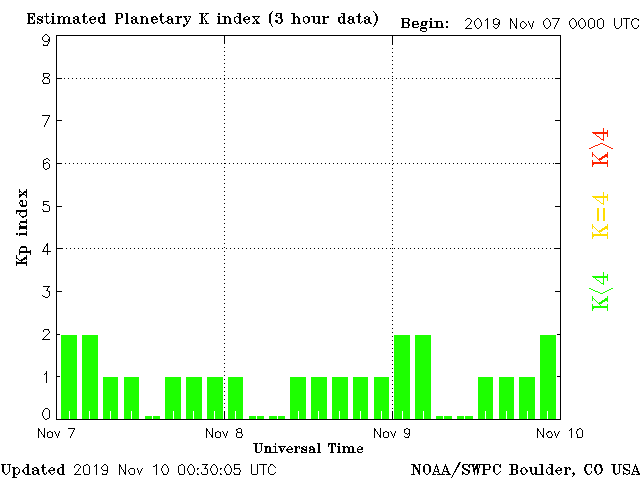 Estimated Planetary K index (3 hour data) Begin: 2019 Nov 07 0000 UTC
9
8
7
6
5
4
3
2
1
0
Kp index
K>4
K=4
K<4
Nov 7 Nov 8 Nov 9 Nov 10
Universal Time
Updated 2019 Nov 10 00:30:05 UTC NOAA/SWPC Boulder, CO USA